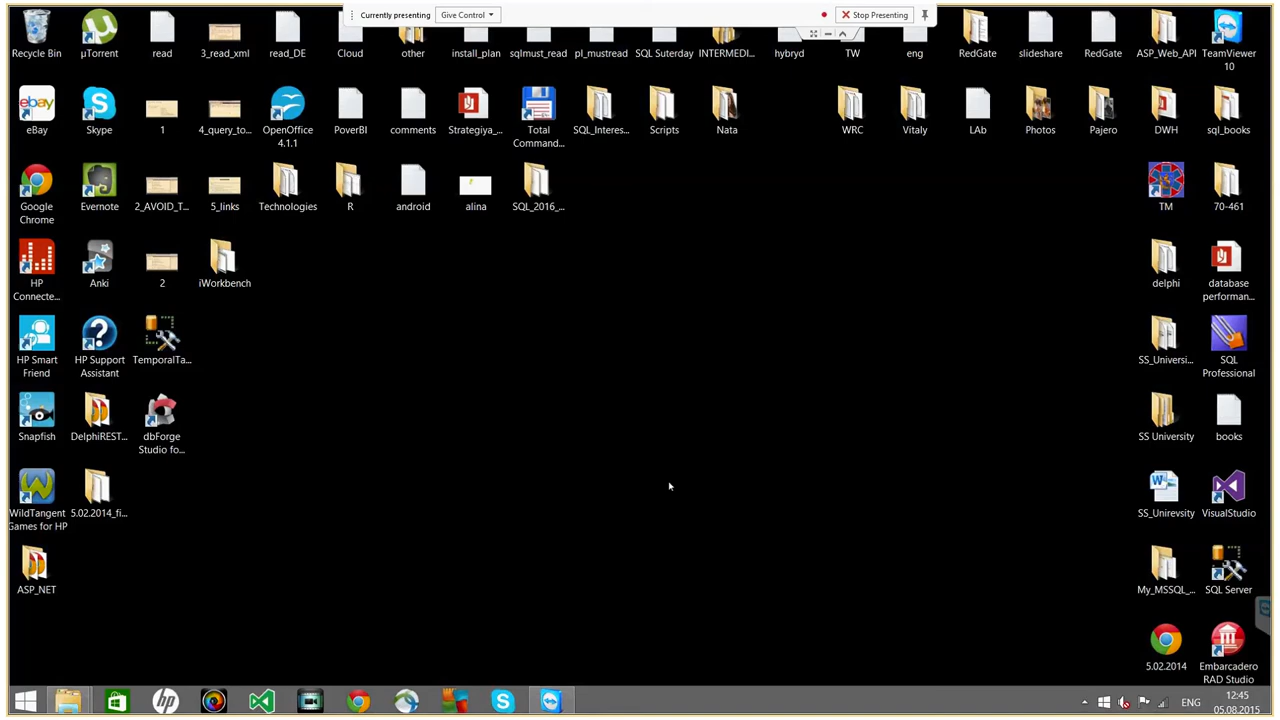 Currently presenting Give Control Stop Presenting
Recycle Bin µTorrent read 3_read_xml read_DE Cloud other install_plan sqlmust_read pl_mustread SQL Suterday INTERMEDI... hybryd TW eng RedGate slideshare RedGate ASP_Web_API TeamViewer
10
eBay Skype 1 4_query_to... OpenOffice PoverBI comments Strategiya_... Total SQL_Interes... Scripts Nata WRC Vitaly LAb Photos Pajero DWH sql_books
4.1.1 Command...
Google Evernote 2_AVOID_T... 5_links Technologies R android alina SQL_2016_... TM 70-461
Chrome
HP Anki 2 iWorkbench delphi database
Connecte... performan...
HP Smart HP Support TemporalTa... SS_Universi... SQL
Friend Assistant Professional
Snapfish DelphiREST... dbForge SS University books
Studio fo...
WildTangent 5.02.2014_fi... SS_Unirevsity VisualStudio
Games for HP
ASP_NET My_MSSQL_... SQL Server
5.02.2014 Embarcadero
RAD Studio
ENG 12:45
05.08.2015